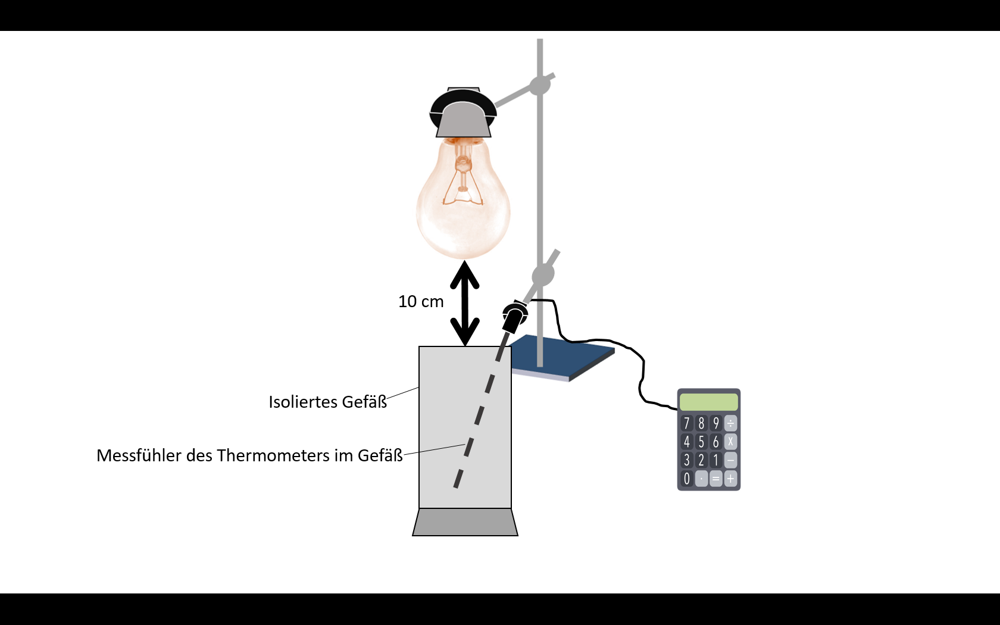 10 cm
Isoliertes Gefäß
Messfühler des Thermometers im Gefäß
7 8 9 ÷
4 5 6 x
3 2 1 −
0 · = +